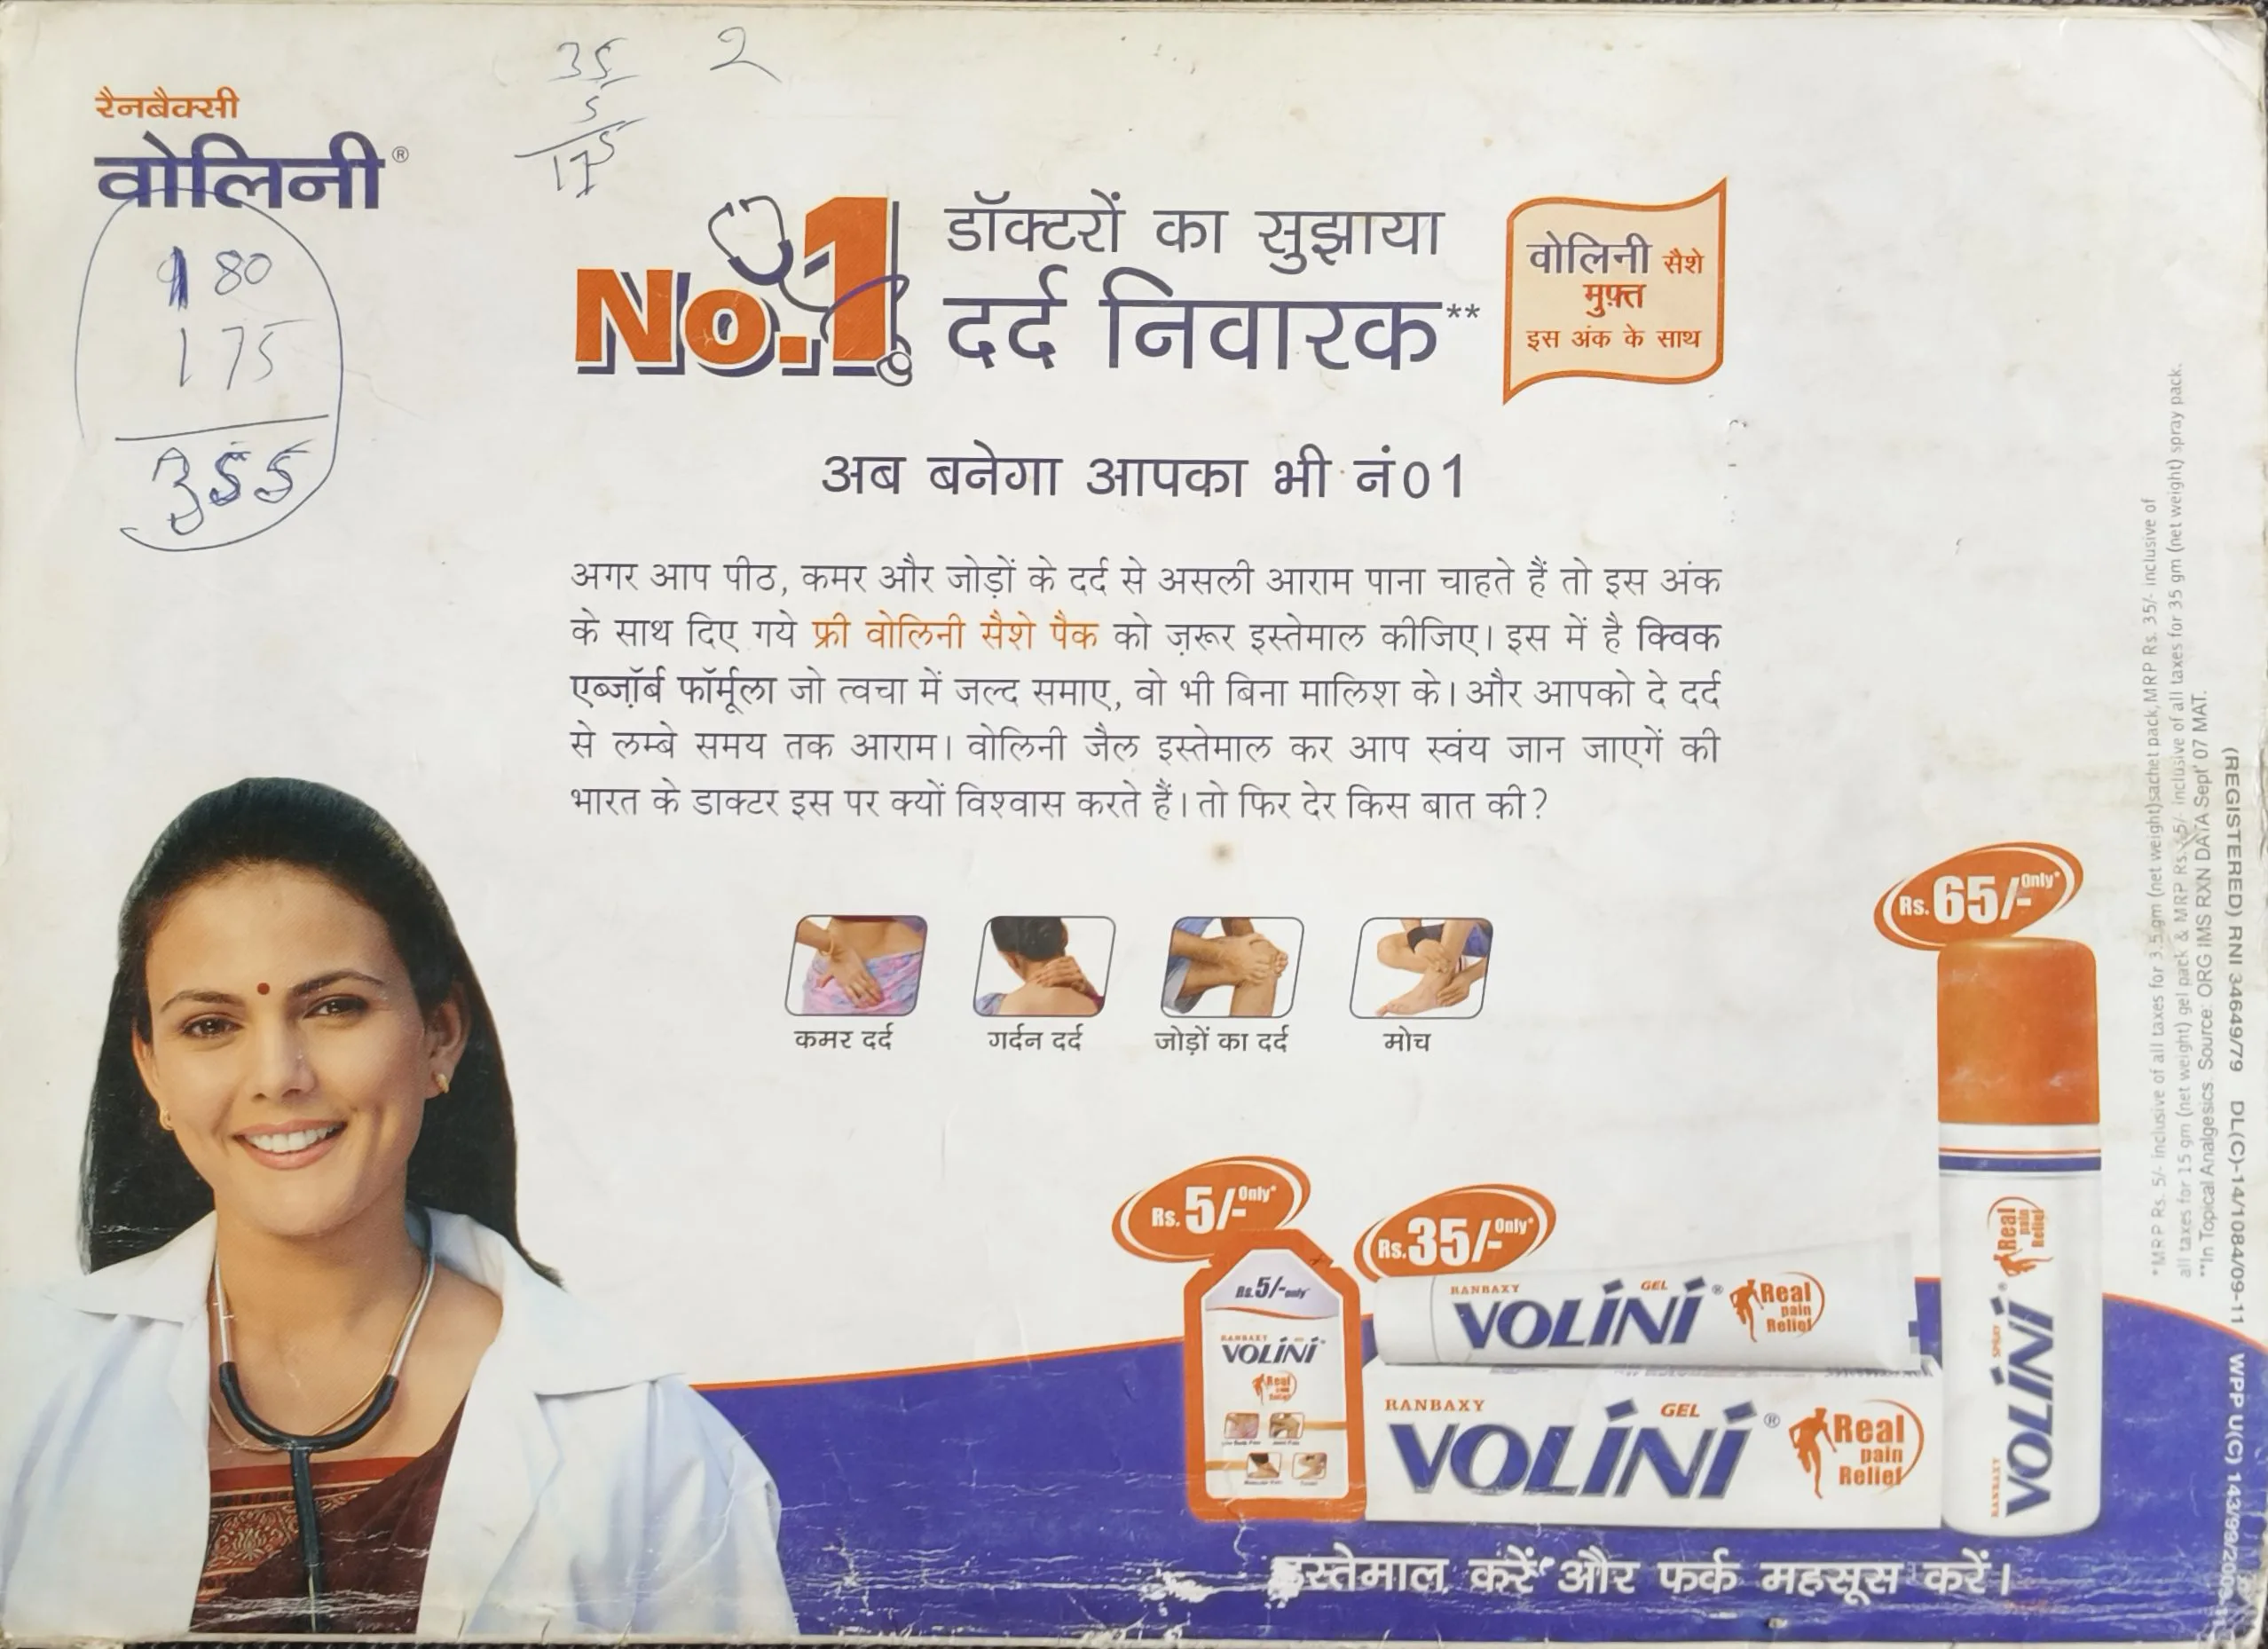 35
2
5
175
रैनबैक्सी
वोलिनी®
180
175
355
No.1
डॉक्टरों का सुझाया
दर्द निवारक**
वोलिनी सैशे
मुफ़्त
इस अंक के साथ
अब बनेगा आपका भी नं0 1
अगर आप पीठ, कमर और जोड़ों के दर्द से असली आराम पाना चाहते हैं तो इस अंक
के साथ दिए गये फ्री वोलिनी सैशे पैक को ज़रूर इस्तेमाल कीजिए। इस में है क्विक
एब्ज़ॉर्ब फॉर्मूला जो त्वचा में जल्द समाए, वो भी बिना मालिश के। और आपको दे दर्द
से लम्बे समय तक आराम। वोलिनी जैल इस्तेमाल कर आप स्वंय जान जाएगें की
भारत के डाक्टर इस पर क्यों विश्वास करते हैं। तो फिर देर किस बात की?
कमर दर्द
गर्दन दर्द
जोड़ों का दर्द
मोच
Rs. 65/- Only*
Rs. 5/- Only*
Rs. 35/- Only*
Rs. 5/- only*
RANBAXY
VOLINI
Real pain Relief
RANBAXY GEL
VOLINI®
Real
pain
Relief
RANBAXY GEL
VOLINI®
Real
pain
Relief
RANBAXY SPRAY
VOLINI®
Real
pain
Relief
इस्तेमाल करें और फर्क महसूस करें।
*MRP Rs. 5/- inclusive of all taxes for 3.5 gm (net weight)sachet pack,MRP Rs. 35/- inclusive of
all taxes for 15 gm (net weight) gel pack & MRP Rs. 65/- inclusive of all taxes for 35 gm (net weight) spray pack.
**In Topical Analgesics. Source: ORG IMS RXN DATA Sept' 07 MAT.
(REGISTERED) RNI 34649/79 DL(C)-14/1084/09-11 WPP U(C) 143/98/2009-